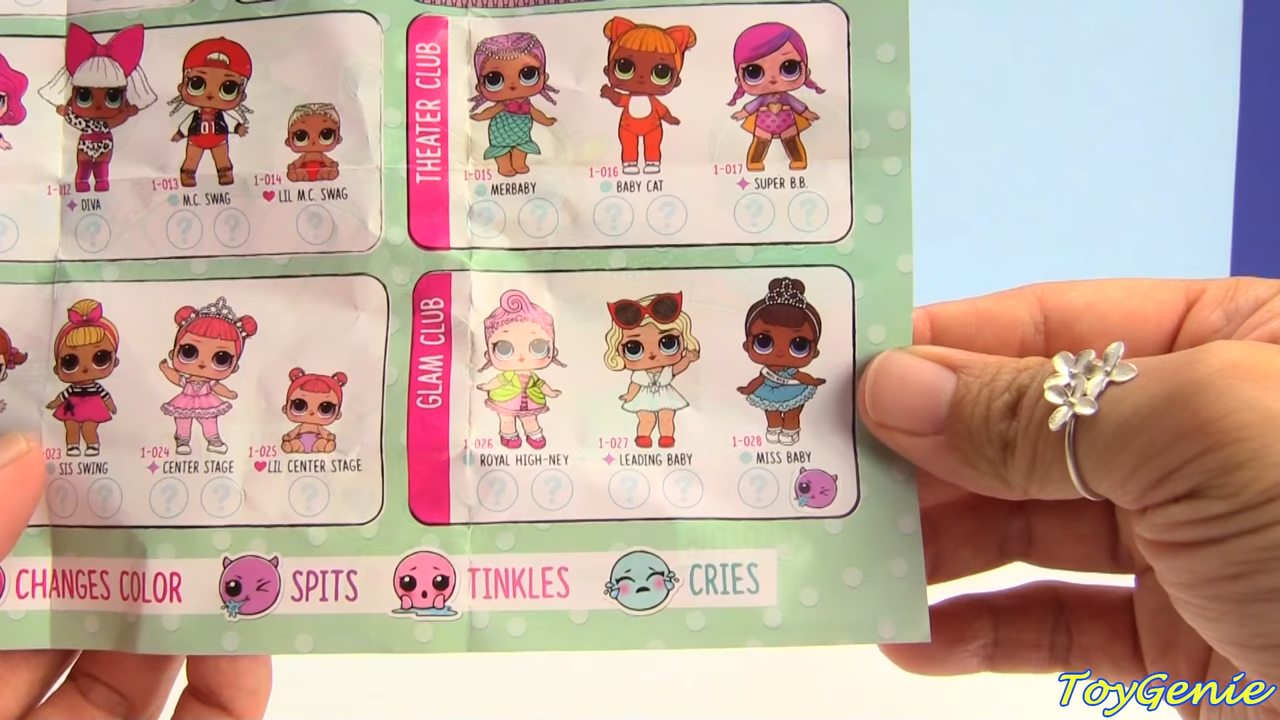 THEATER CLUB
1-012
DIVA
1-013
M.C. SWAG
1-014
LIL M.C. SWAG
1-015
MERBABY
1-016
BABY CAT
1-017
SUPER B.B.
? ? ? ? ? ? ? ? ? ? ?
GLAM CLUB
023
SIS SWING
1-024
CENTER STAGE
1-025
LIL CENTER STAGE
1-026
ROYAL HIGH-NEY
1-027
LEADING BABY
1-028
MISS BABY
? ? ? ? ? ? ? ? ? ?
CHANGES COLOR SPITS TINKLES CRIES
01
ToyGenie